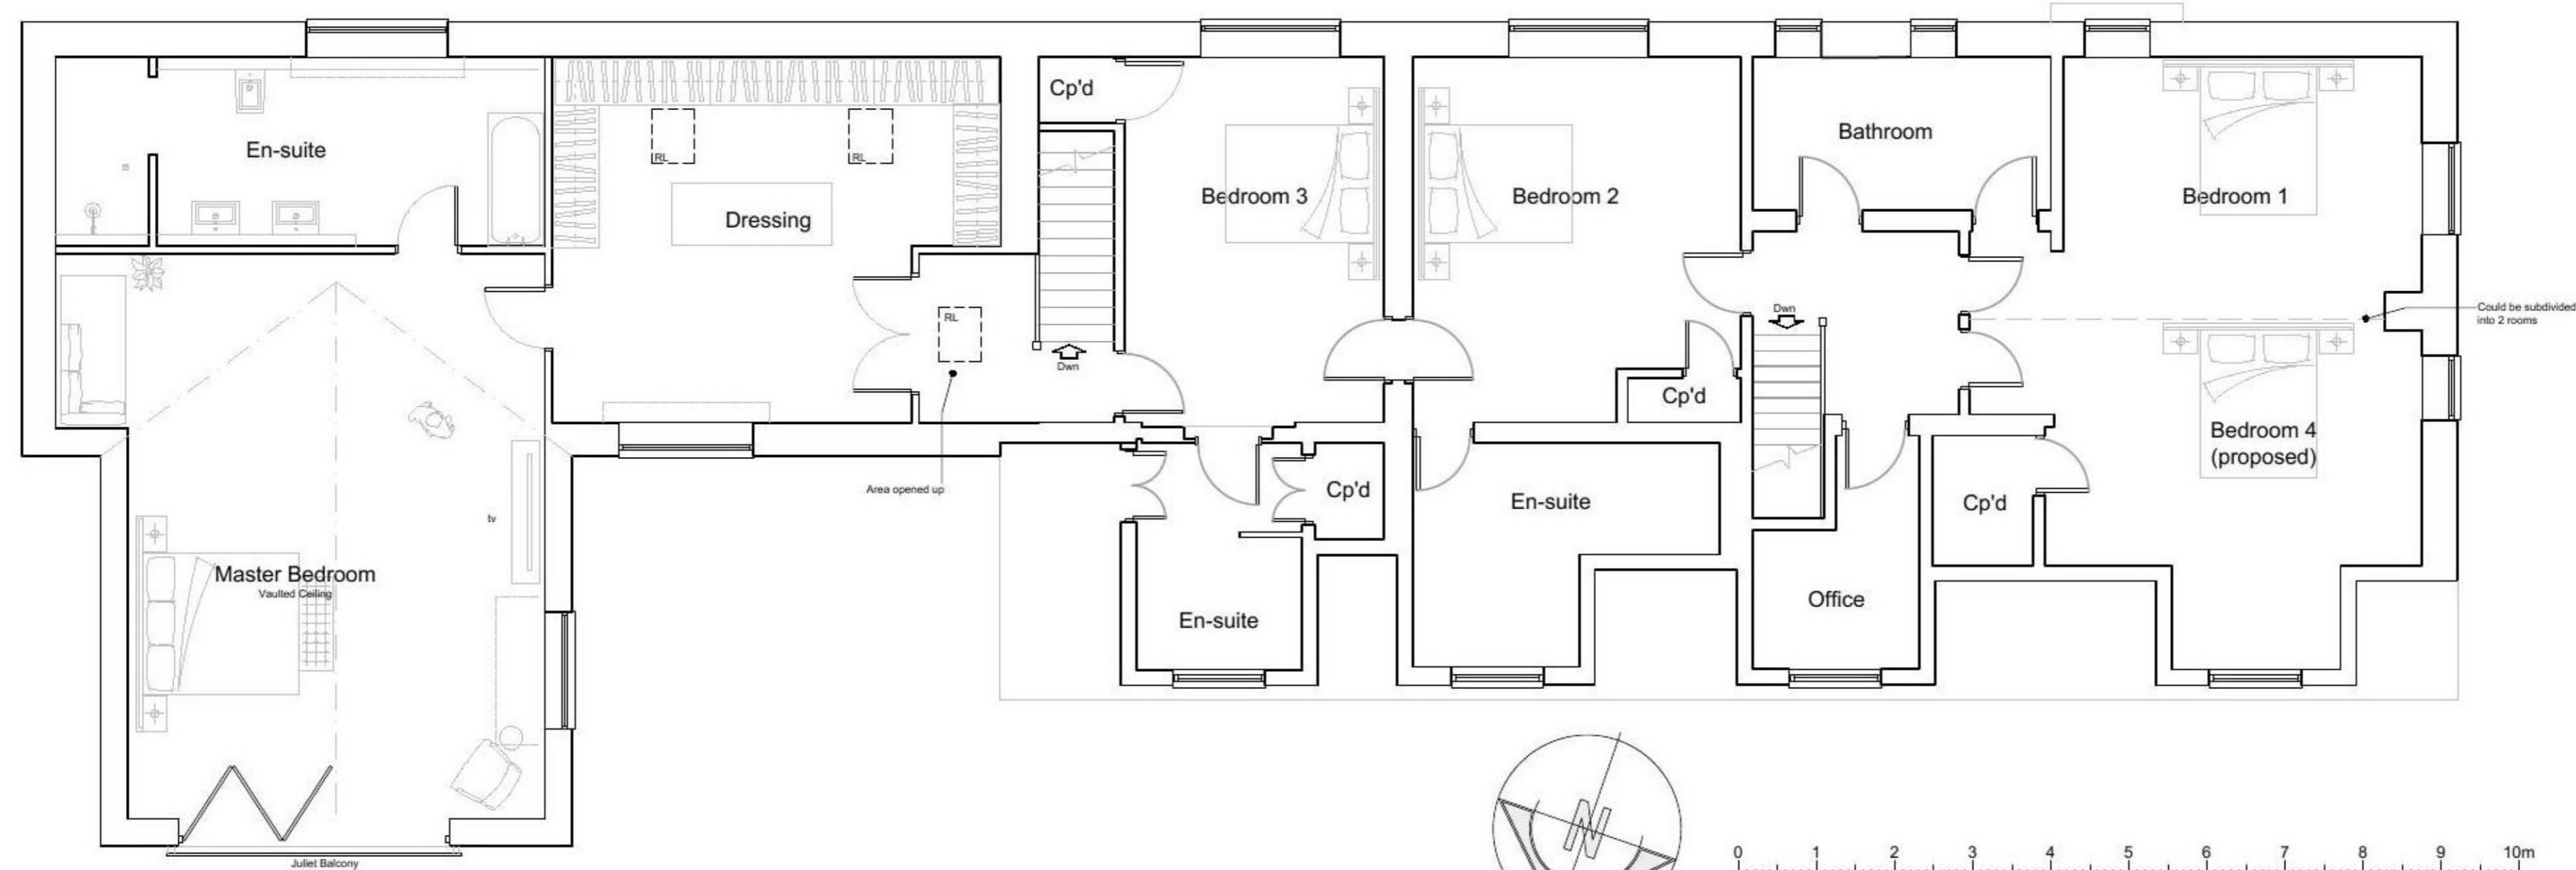 Cp'd
En-suite
Bathroom
RL
RL
Bedroom 3
Bedroom 2
Bedroom 1
Dressing
RL
Dwn
Dwn
Could be subdivided
into 2 rooms
Cp'd
Bedroom 4
(proposed)
Area opened up
Cp'd
En-suite
Cp'd
tv
Master Bedroom
Vaulted Ceiling
Office
En-suite
N
Juliet Balcony
0 1 2 3 4 5 6 7 8 9 10m